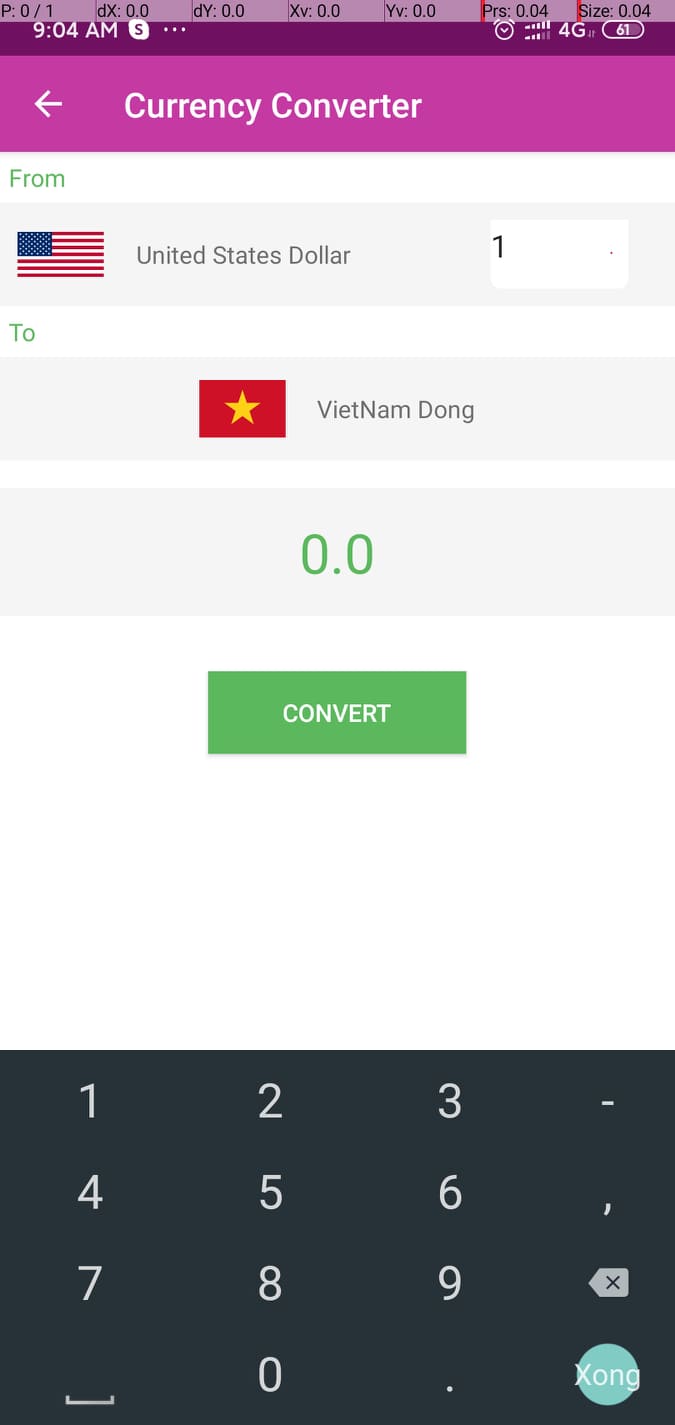 P: 0 / 1 dX: 0.0 dY: 0.0 Xv: 0.0 Yv: 0.0 Prs: 0.04 Size: 0.04
9:04 AM S ... 4G 61
Currency Converter
From
United States Dollar 1
To
VietNam Dong
0.0
CONVERT
1 2 3 -
4 5 6 ,
7 8 9
0 . Xong